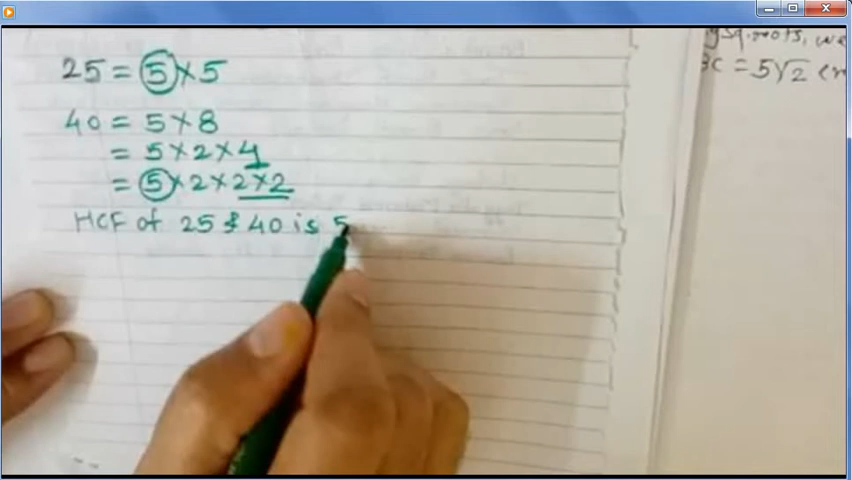 25 = 5 × 5
40 = 5 × 8
= 5 × 2 × 4
= 5 × 2 × 2 × 2
HCF of 25 & 40 is 5
= 5√2